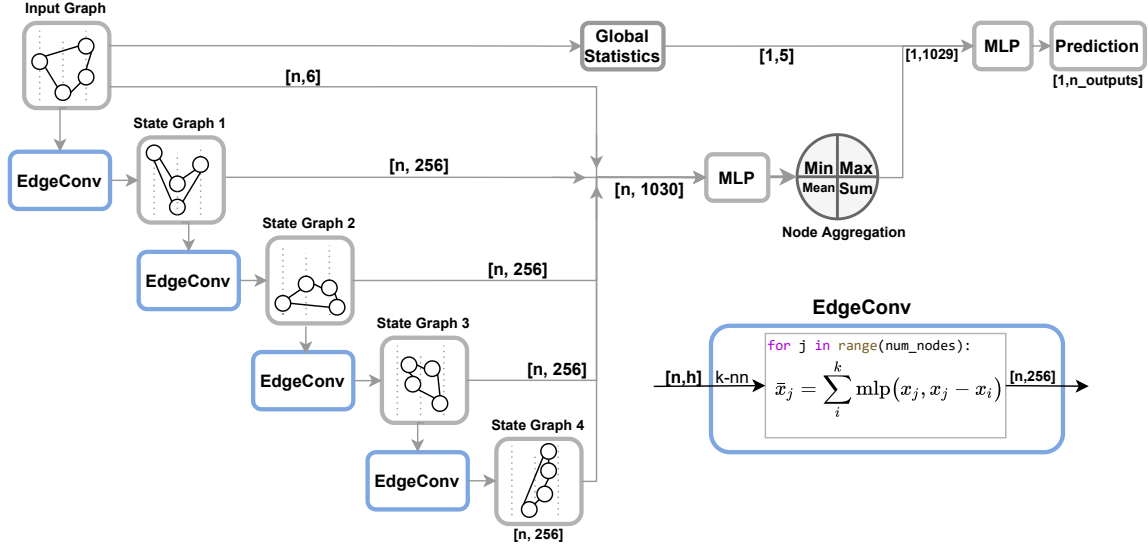 Input Graph
Global
Statistics
[1,5]
[1,1029]
MLP
Prediction
[1,n_outputs]
[n,6]
State Graph 1
EdgeConv
[n, 256]
[n, 1030]
MLP
Min
Max
Mean
Sum
Node Aggregation
State Graph 2
EdgeConv
[n, 256]
State Graph 3
EdgeConv
[n, 256]
State Graph 4
EdgeConv
[n, 256]
EdgeConv
for j in range(num_nodes):
[n,h]
k-nn
x̄_j = ∑_i^k mlp(x_j, x_j − x_i)
[n,256]